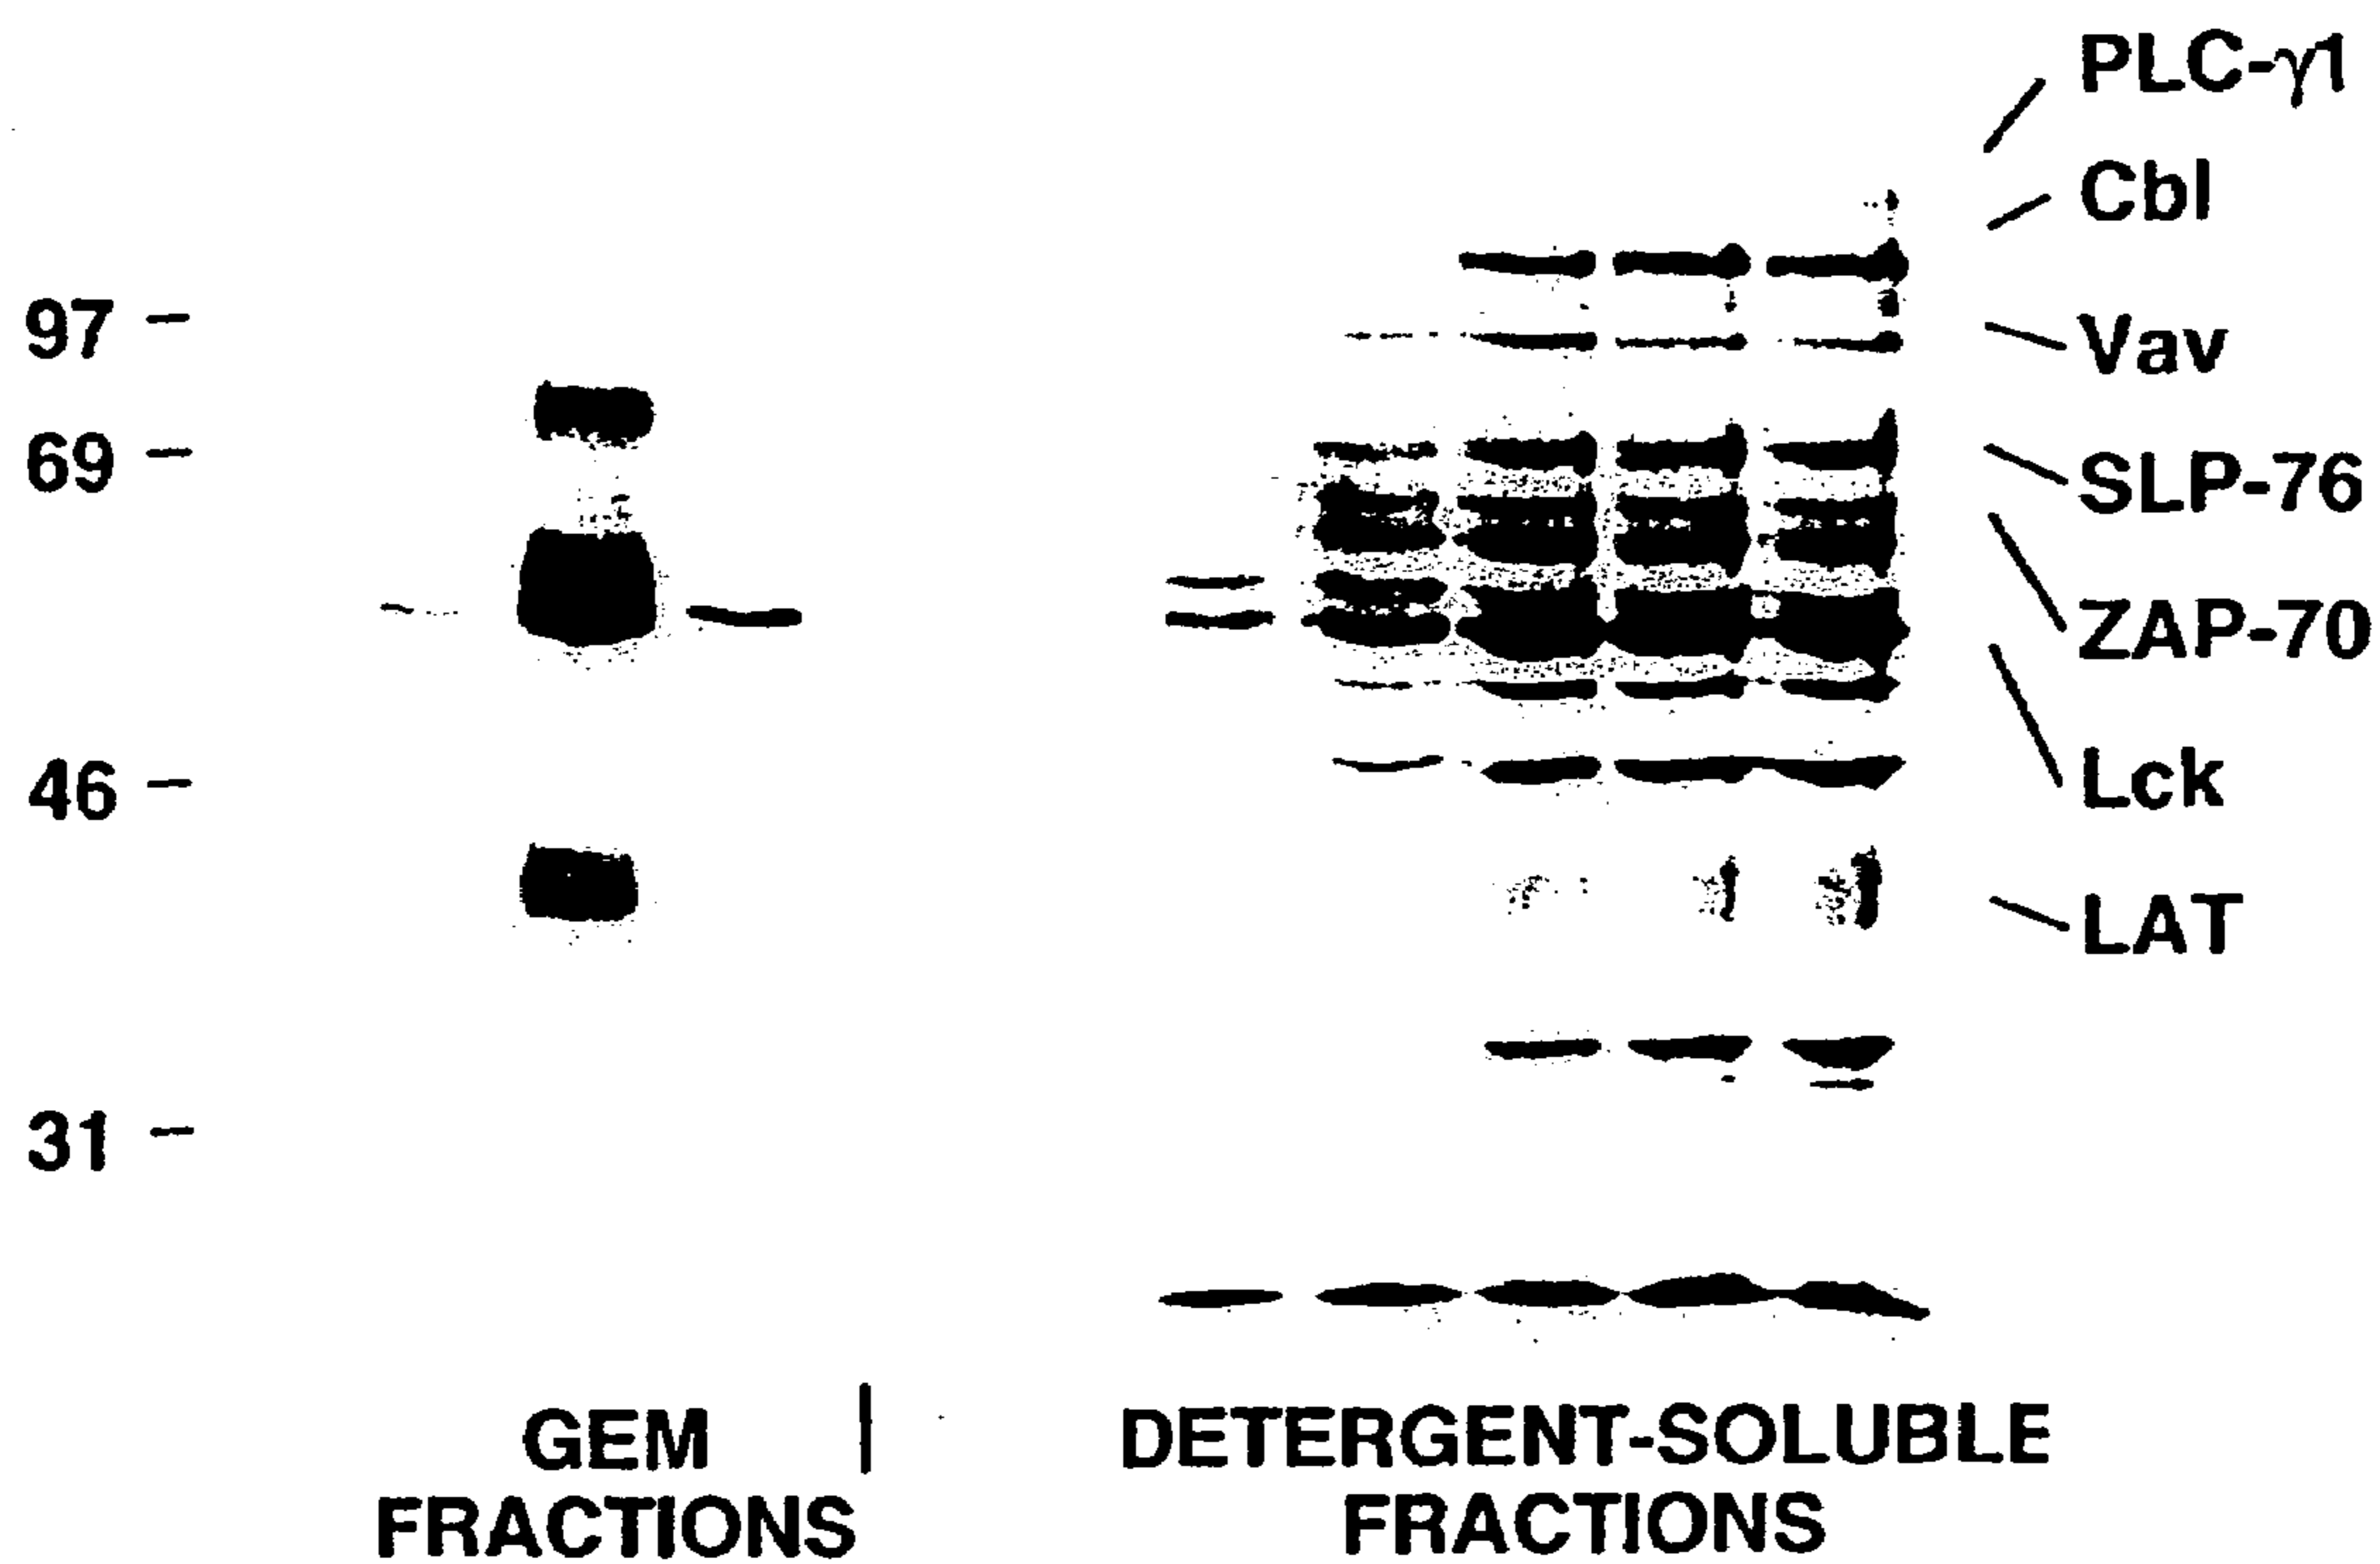 PLC-γ1
Cbl
97 –
Vav
69 –
SLP-76
ZAP-70
46 –
Lck
LAT
31 –
GEM
FRACTIONS
DETERGENT-SOLUBLE
FRACTIONS